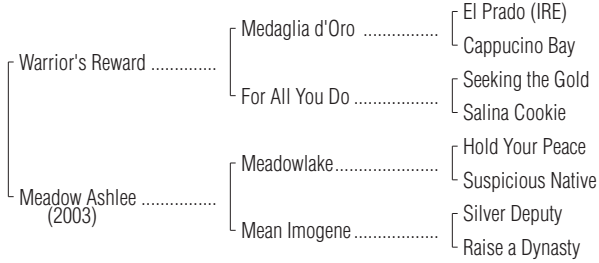 El Prado (IRE)
Medaglia d'Oro ................
Cappucino Bay
Warrior's Reward ..............
Seeking the Gold
For All You Do ..................
Salina Cookie
Hold Your Peace
Meadowlake......................
Suspicious Native
Meadow Ashlee ................
(2003)
Silver Deputy
Mean Imogene..................
Raise a Dynasty